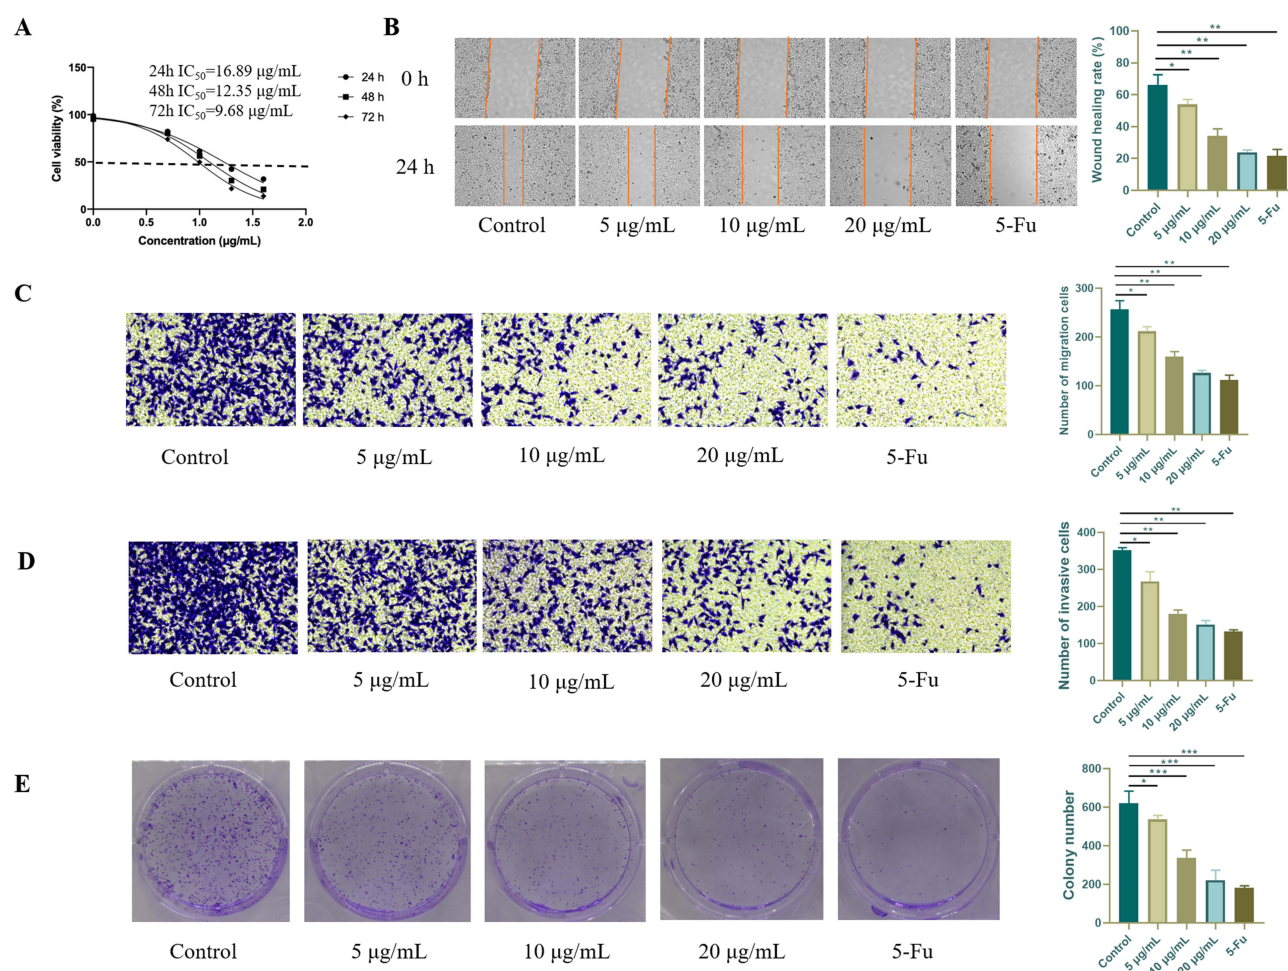 A
24h IC50=16.89 µg/mL
48h IC50=12.35 µg/mL
72h IC50=9.68 µg/mL
24 h
48 h
72 h
Cell viability (%)
150
100
50
0
0.0 0.5 1.0 1.5 2.0
Concentration (µg/mL)
B
0 h
24 h
Control 5 µg/mL 10 µg/mL 20 µg/mL 5-Fu
Wound healing rate (%)
100
80
60
40
20
0
**
**
**
*
Control 5 µg/mL 10 µg/mL 20 µg/mL 5-Fu
C
Control 5 µg/mL 10 µg/mL 20 µg/mL 5-Fu
Number of migration cells
300
200
100
0
**
**
**
*
Control 5 µg/mL 10 µg/mL 20 µg/mL 5-Fu
D
Control 5 µg/mL 10 µg/mL 20 µg/mL 5-Fu
Number of invasive cells
400
300
200
100
0
**
**
**
*
Control 5 µg/mL 10 µg/mL 20 µg/mL 5-Fu
E
Control 5 µg/mL 10 µg/mL 20 µg/mL 5-Fu
Colony number
800
600
400
200
0
***
***
***
*
Control 5 µg/mL 10 µg/mL 20 µg/mL 5-Fu